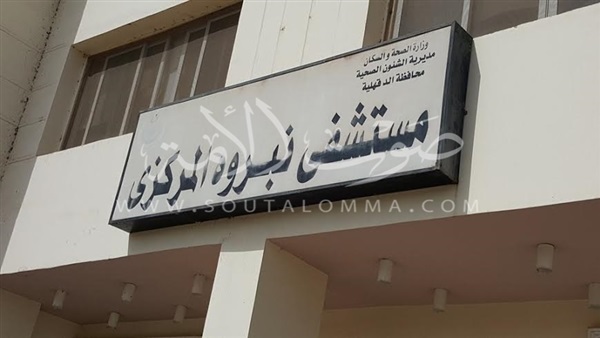 وزارة الصحة والسكان
مديرية الشئون الصحية
محافظة الدقهلية
مستشفى نبروه المركزى
صوت الأمة
WWW.SOUTALOMMA.COM